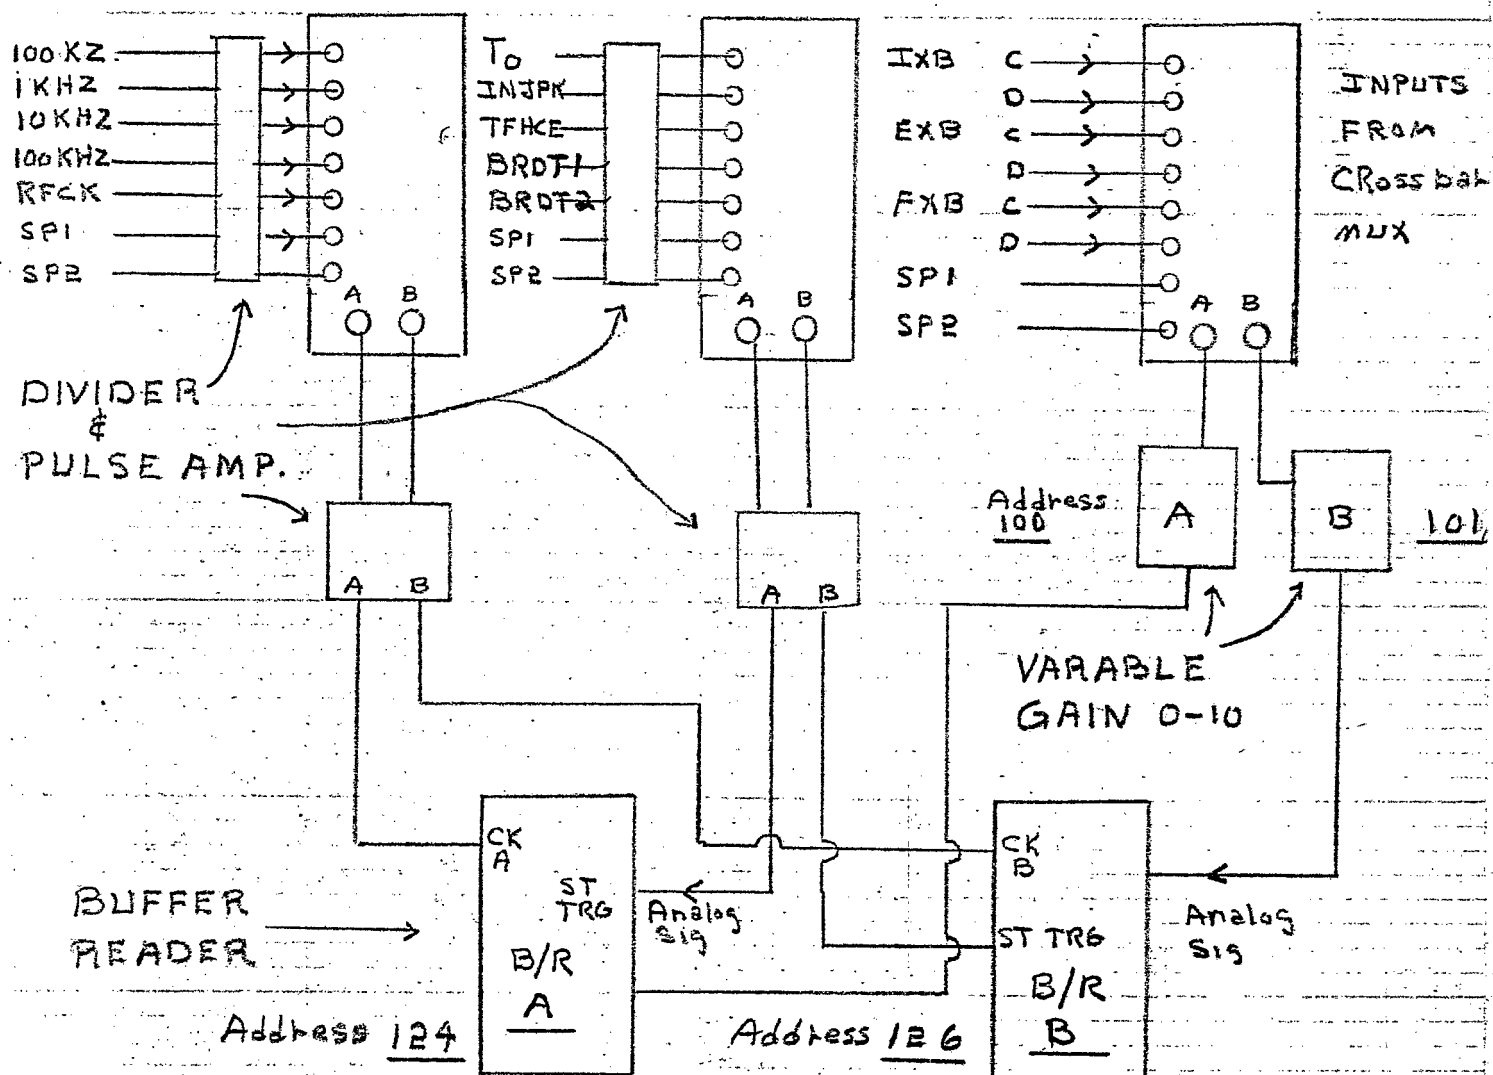 100 KZ
1 KHZ
10 KHZ
100 KHZ
RFCK
SP1
SP2
A B
T0
INJPK
TFHCE
BRDT1
BRDT2
SP1
SP2
A B
IXB C
D
EXB C
D
FXB C
D
SP1
SP2
A B
INPUTS
FROM
CRossbar
MUX
DIVIDER
&
PULSE AMP.
A B
A B
Address
100
A
B
101
VARABLE
GAIN 0-10
BUFFER
READER
CK
A
ST
TRG
B/R
A
Analog
Sig
Address 124
CK
B
ST TRG
B/R
B
Analog
Sig
Address 126